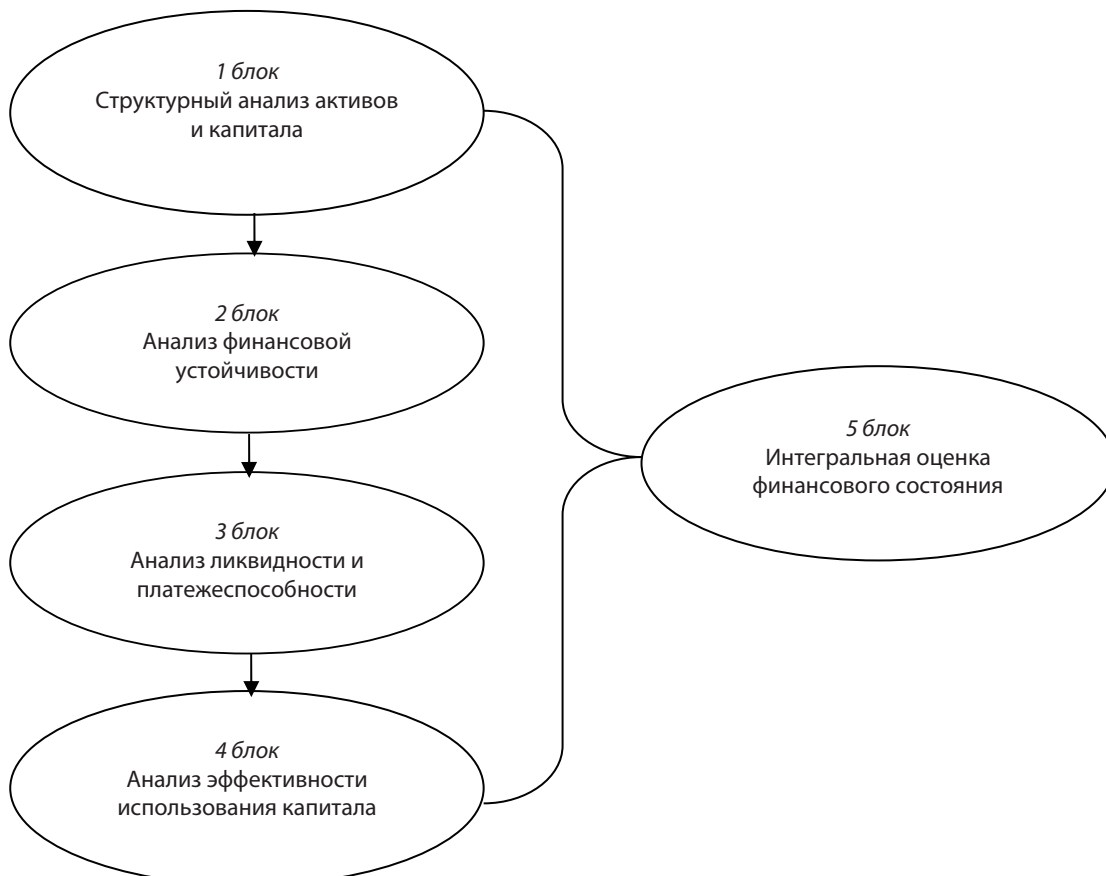 1 блок
Структурный анализ активов
и капитала
2 блок
Анализ финансовой
устойчивости
3 блок
Анализ ликвидности и
платежеспособности
4 блок
Анализ эффективности
использования капитала
5 блок
Интегральная оценка
финансового состояния